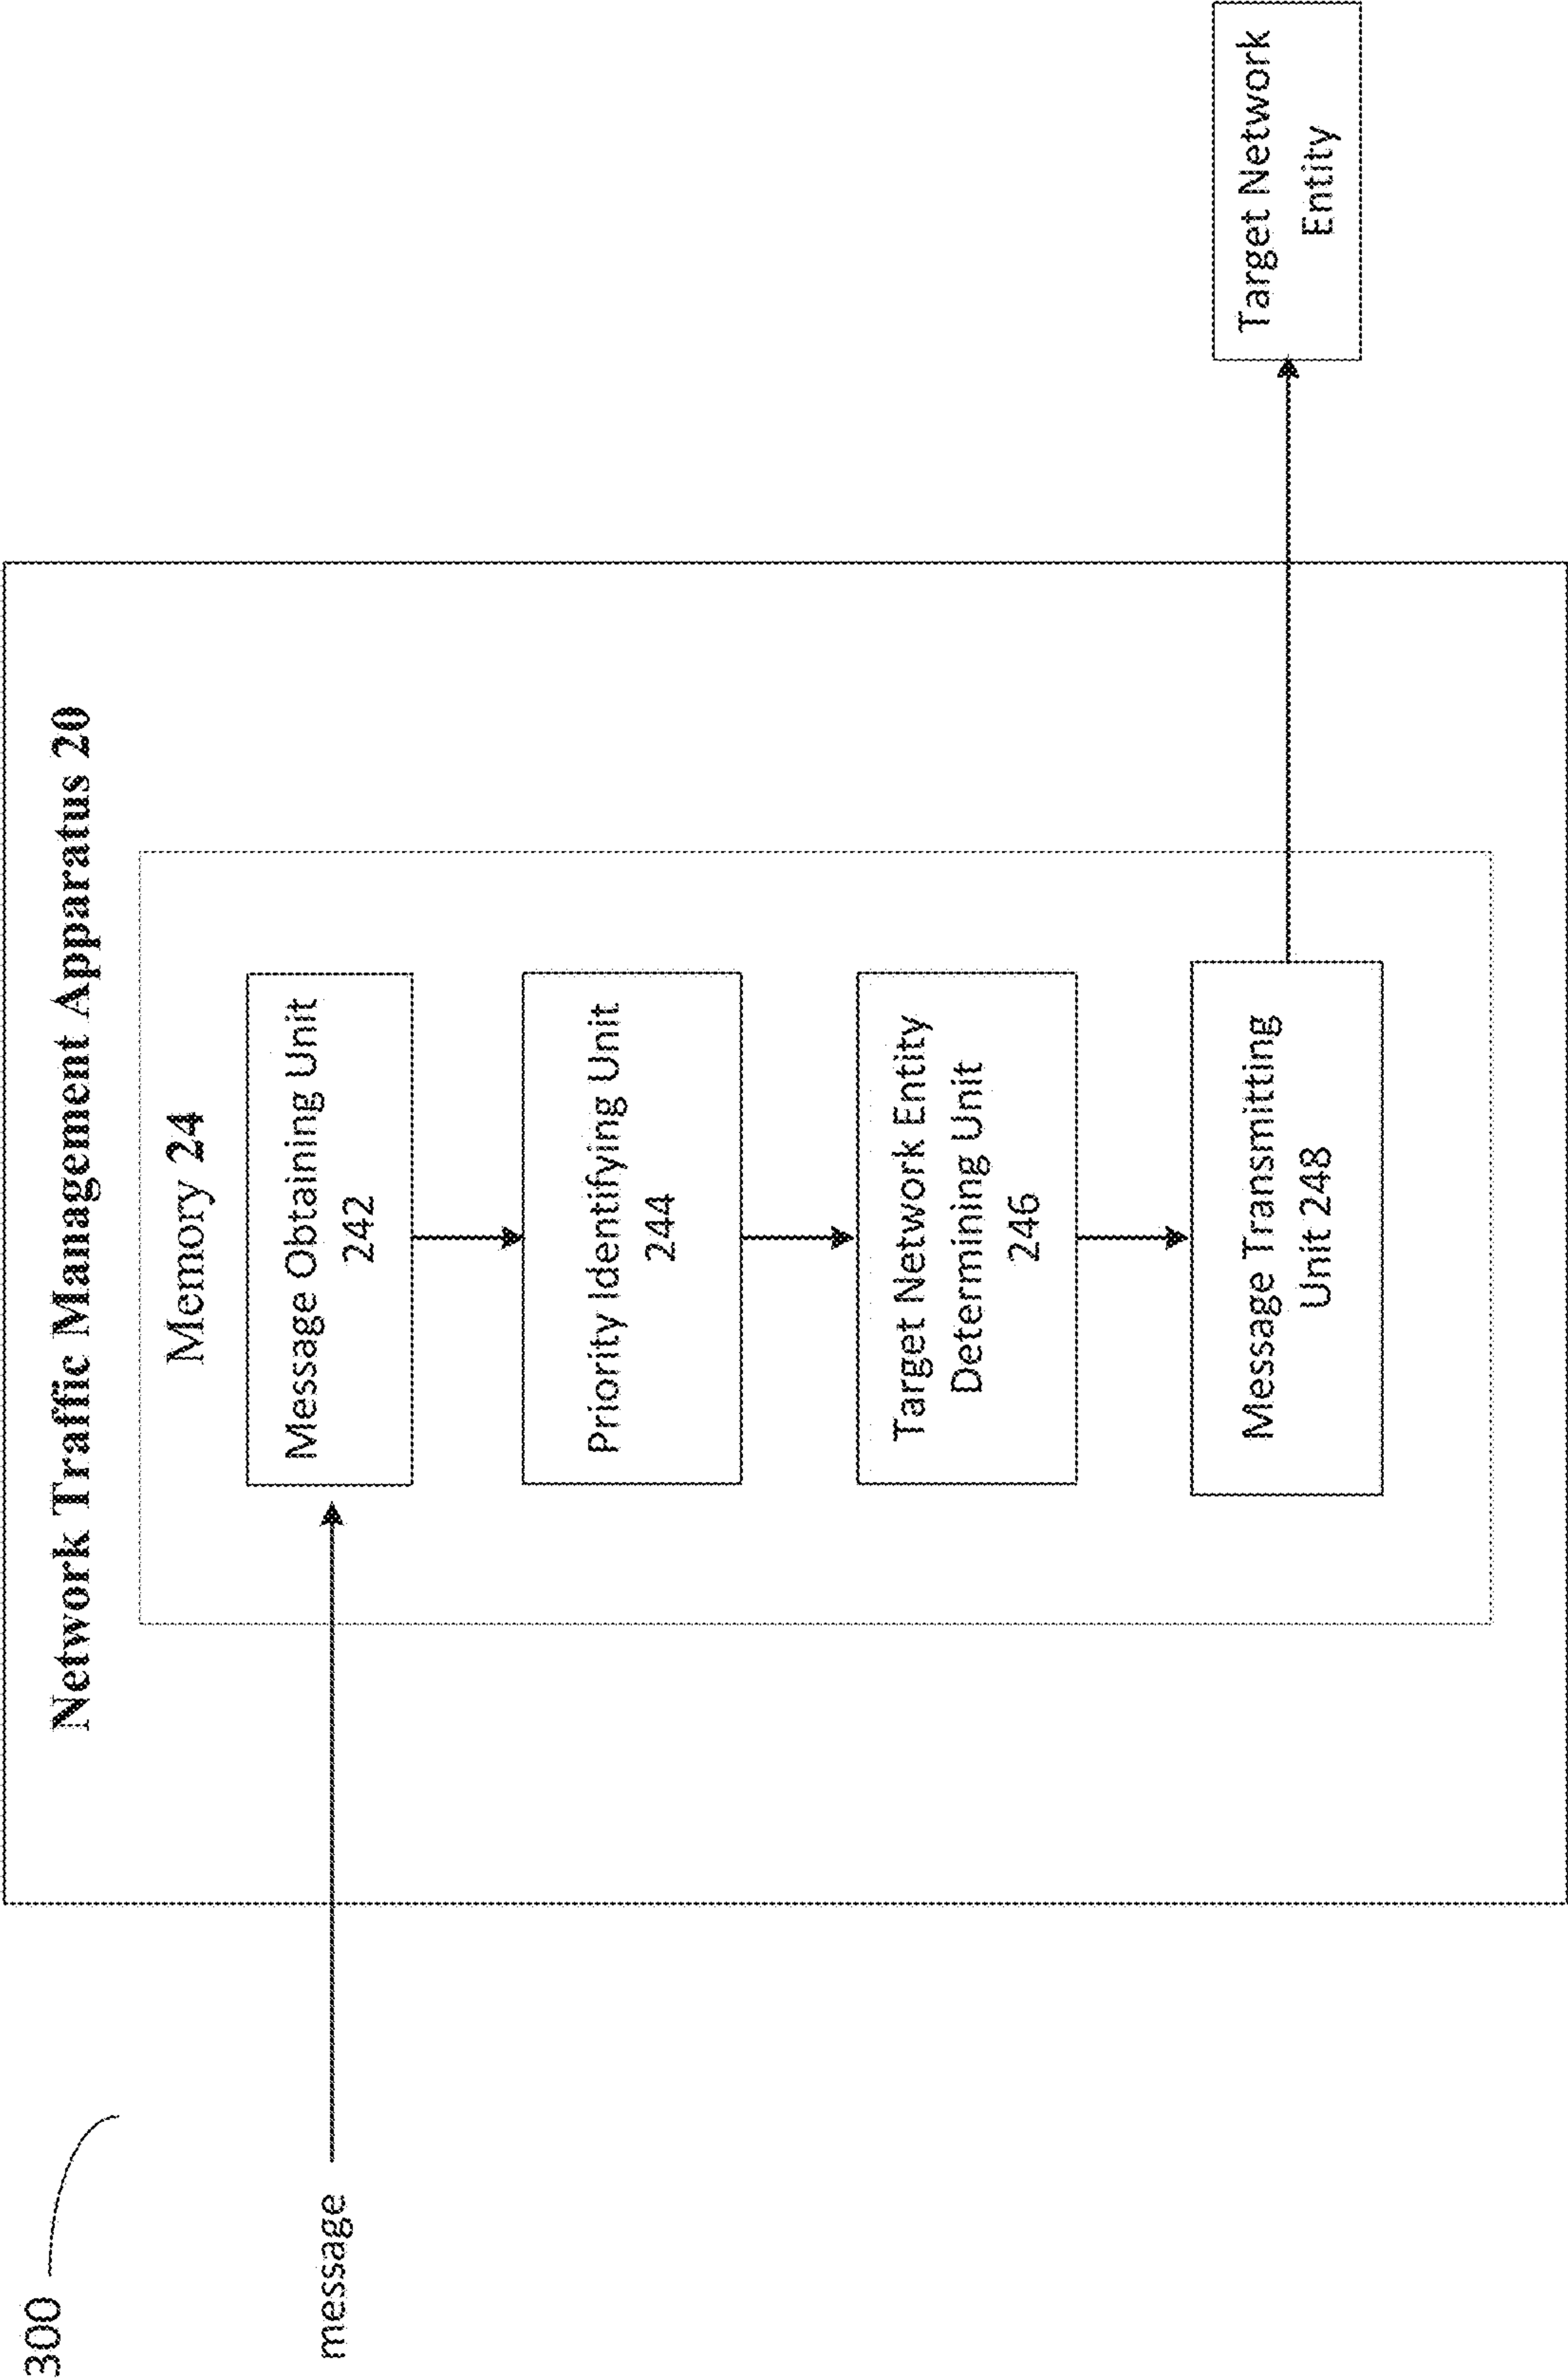 300
Network Traffic Management Apparatus 20
Memory 24
message
Message Obtaining Unit
242
Priority Identifying Unit
244
Target Network Entity
Determining Unit
246
Message Transmitting
Unit 248
Target Network
Entity